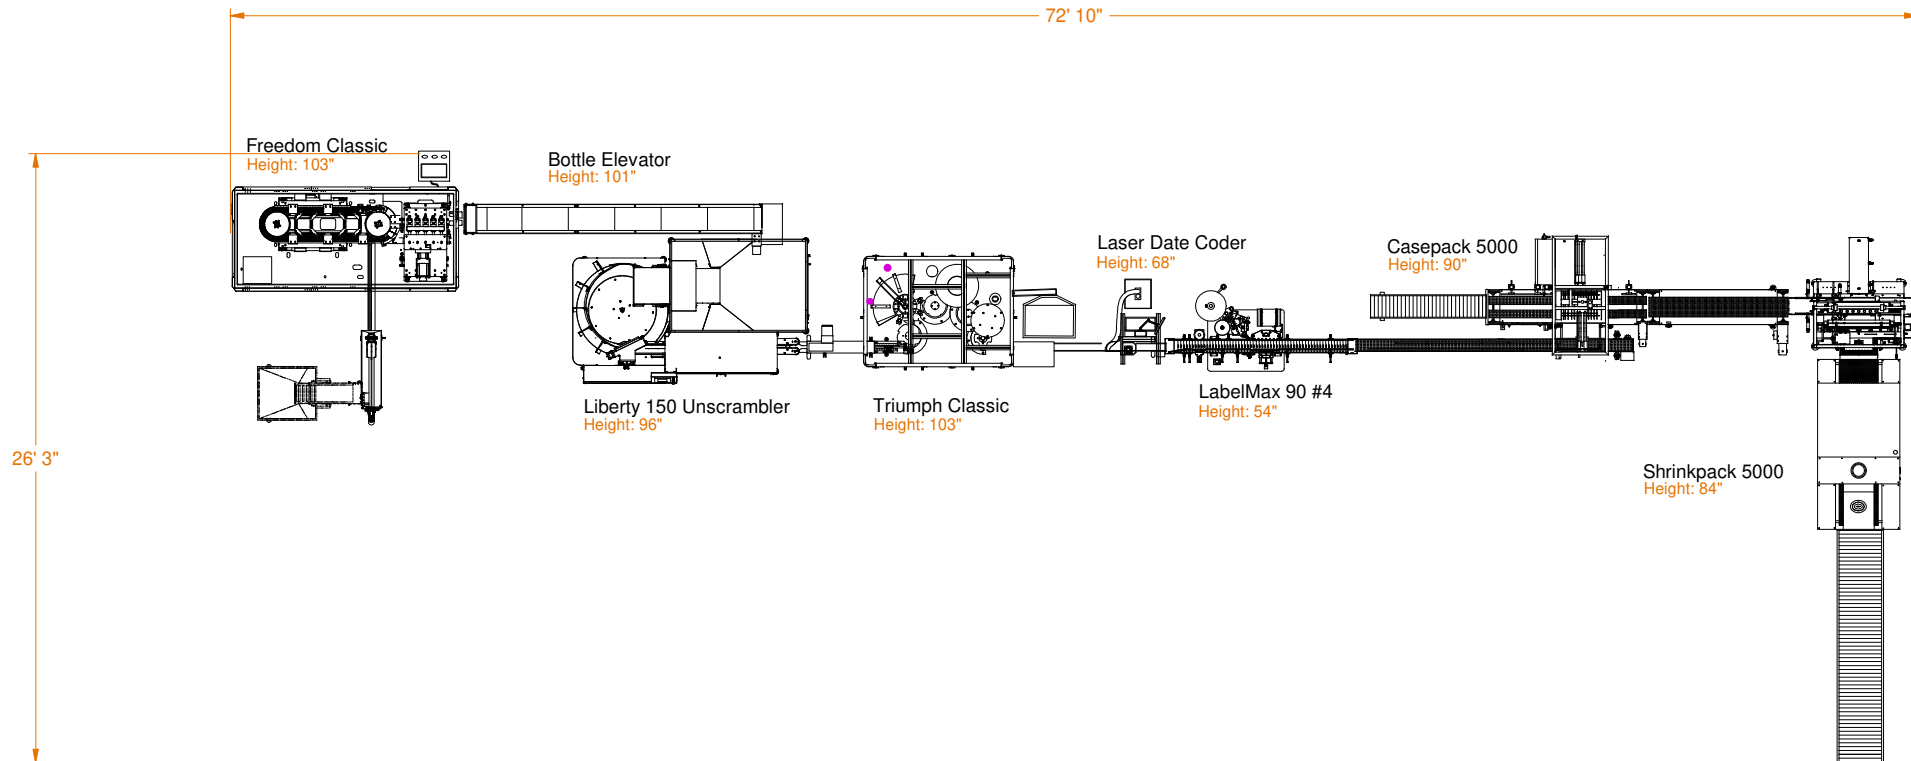 72' 10"
Freedom Classic
Height: 103"
Bottle Elevator
Height: 101"
Laser Date Coder
Height: 68"
Casepack 5000
Height: 90"
LabelMax 90 #4
Height: 54"
Liberty 150 Unscrambler
Height: 96"
Triumph Classic
Height: 103"
26' 3"
Shrinkpack 5000
Height: 84"